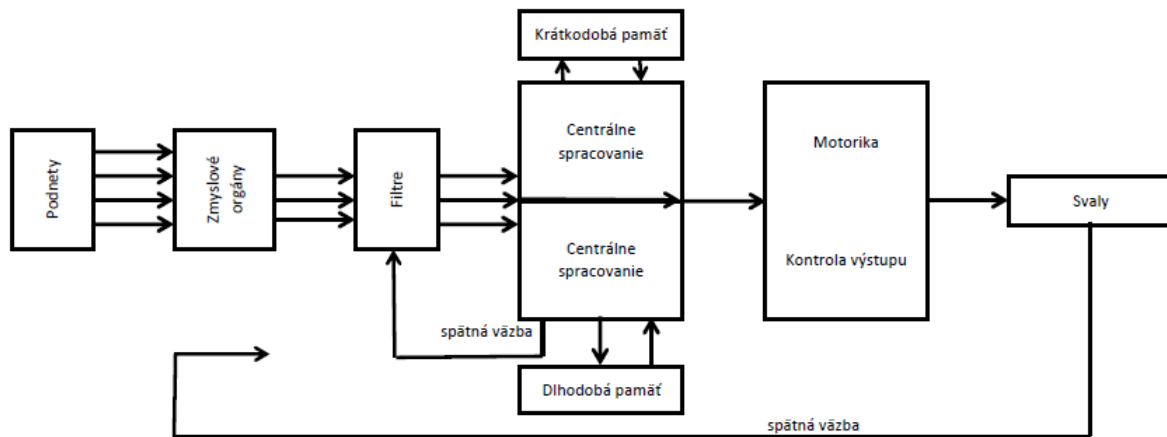 Krátkodobá pamäť
Podnety
Zmyslové
orgány
Filtre
Centrálne
spracovanie
Centrálne
spracovanie
Motorika
Kontrola výstupu
Svaly
spätná väzba
Dlhodobá pamäť
spätná väzba